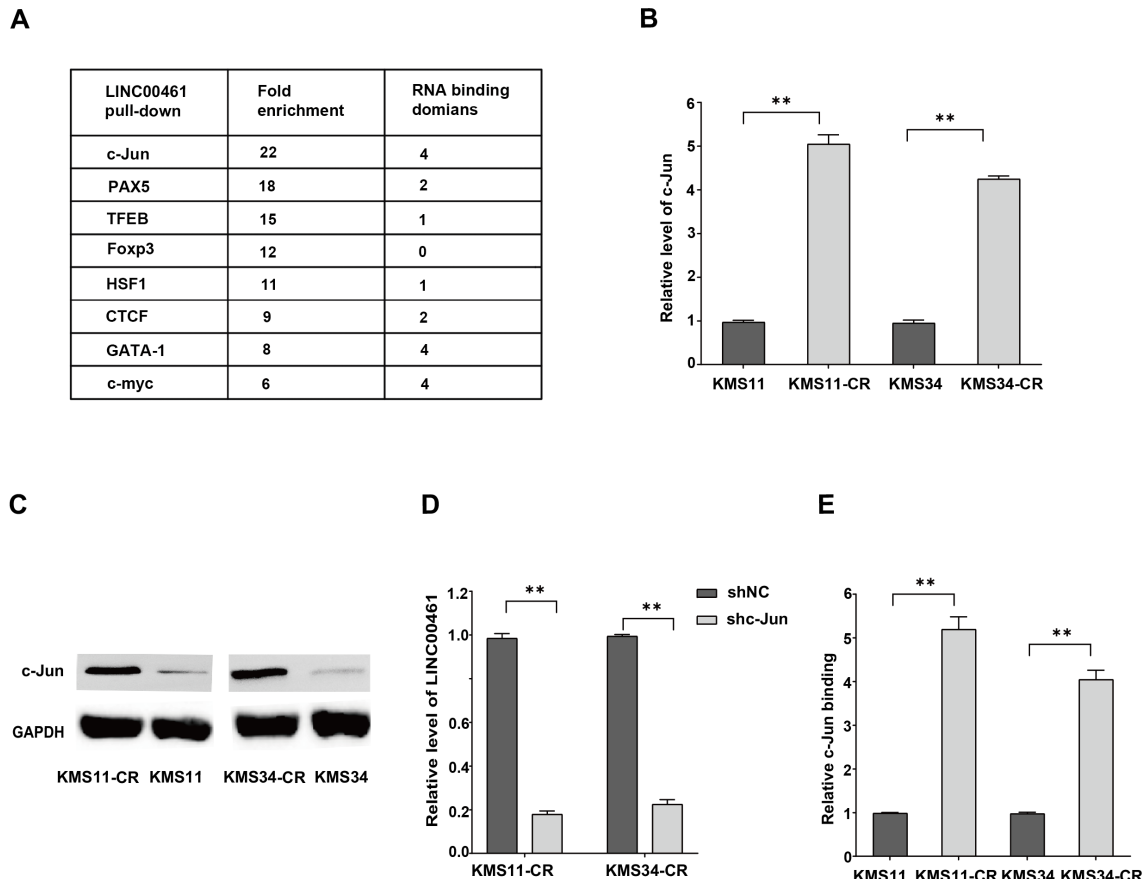 A
LINC00461 pull-down Fold enrichment RNA binding domians
c-Jun 22 4
PAX5 18 2
TFEB 15 1
Foxp3 12 0
HSF1 11 1
CTCF 9 2
GATA-1 8 4
c-myc 6 4
B
Relative level of c-Jun
6
5
4
3
2
1
0
** **
KMS11 KMS11-CR KMS34 KMS34-CR
C
c-Jun
GAPDH
KMS11-CR KMS11 KMS34-CR KMS34
D
Relative level of LINC00461
1.2
1.0
0.6
0.4
0.2
0.0
** **
shNC
shc-Jun
KMS11-CR KMS34-CR
E
Relative c-Jun binding
6
5
4
3
2
1
0
** **
KMS11 KMS11-CR KMS34 KMS34-CR